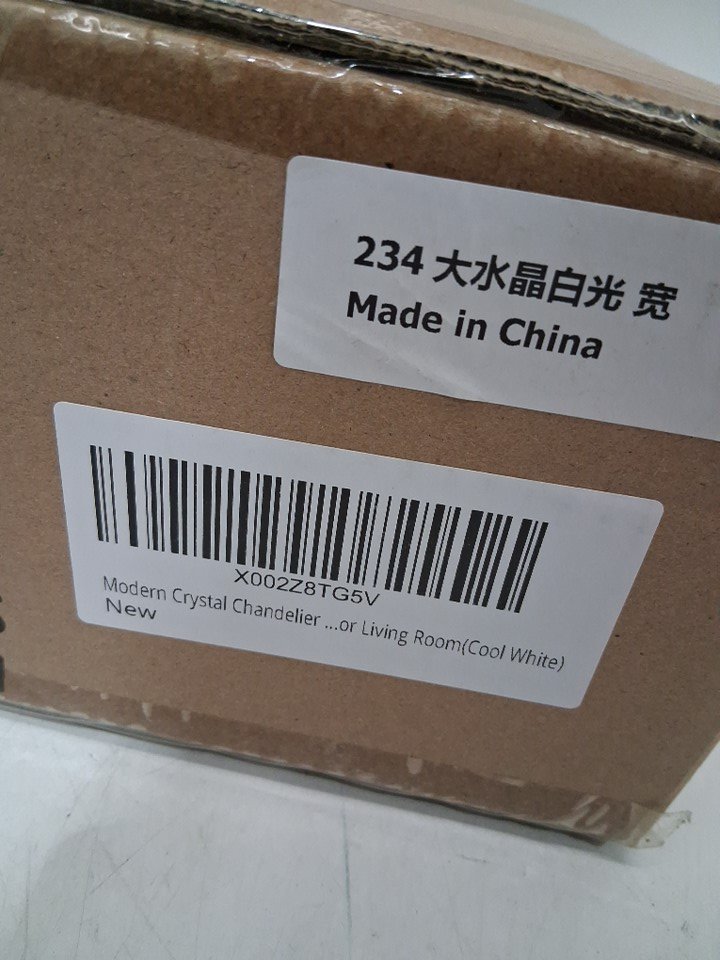 234 大水晶白光 宽
Made in China
X002Z8TG5V
Modern Crystal Chandelier ...or Living Room(Cool White)
New